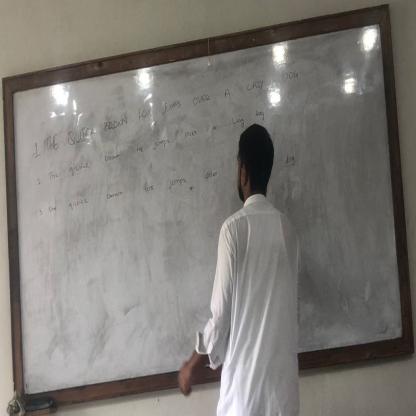 1 THE QUICK BROWN FOX JUMPS OVER A LAZY DOG
2 The quick brown fox jumps over a lazy dog
3 The quick brown fox jumps over dog